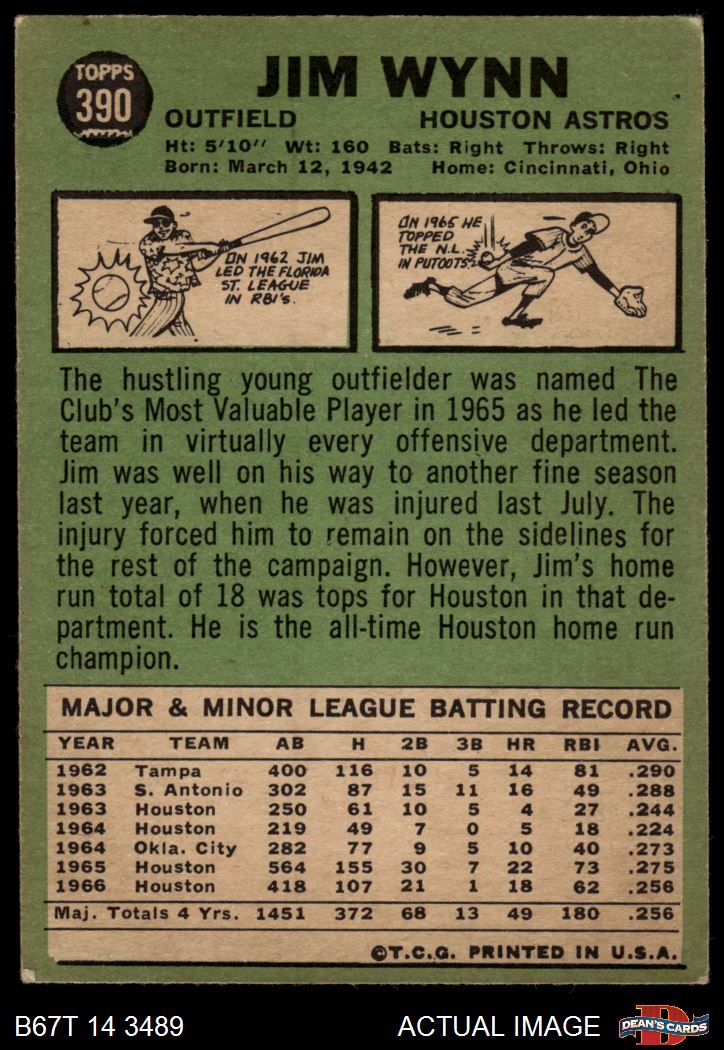 TOPPS
390
JIM WYNN
OUTFIELD HOUSTON ASTROS
Ht: 5'10" Wt: 160 Bats: Right Throws: Right
Born: March 12, 1942 Home: Cincinnati, Ohio
ON 1962 JIM
LED THE FLORIDA
ST. LEAGUE
IN RBI's.
ON 1965 HE
TOPPED
THE N.L.
IN PUTOUTS.
The hustling young outfielder was named The
Club's Most Valuable Player in 1965 as he led the
team in virtually every offensive department.
Jim was well on his way to another fine season
last year, when he was injured last July. The
injury forced him to remain on the sidelines for
the rest of the campaign. However, Jim's home
run total of 18 was tops for Houston in that de-
partment. He is the all-time Houston home run
champion.
MAJOR & MINOR LEAGUE BATTING RECORD
YEAR TEAM AB H 2B 3B HR RBI AVG.
1962 Tampa 400 116 10 5 14 81 .290
1963 S. Antonio 302 87 15 11 16 49 .288
1963 Houston 250 61 10 5 4 27 .244
1964 Houston 219 49 7 0 5 18 .224
1964 Okla. City 282 77 9 5 10 40 .273
1965 Houston 564 155 30 7 22 73 .275
1966 Houston 418 107 21 1 18 62 .256
Maj. Totals 4 Yrs. 1451 372 68 13 49 180 .256
©T.C.G. PRINTED IN U.S.A.
B67T 14 3489 ACTUAL IMAGE
D
DEAN'S CARDS